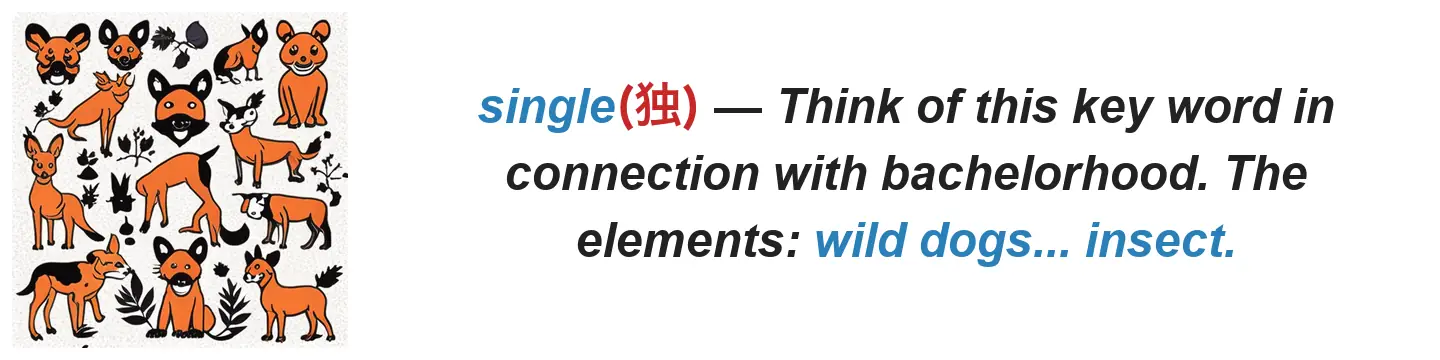 single(独) — Think of this key word in
connection with bachelorhood. The
elements: wild dogs... insect.